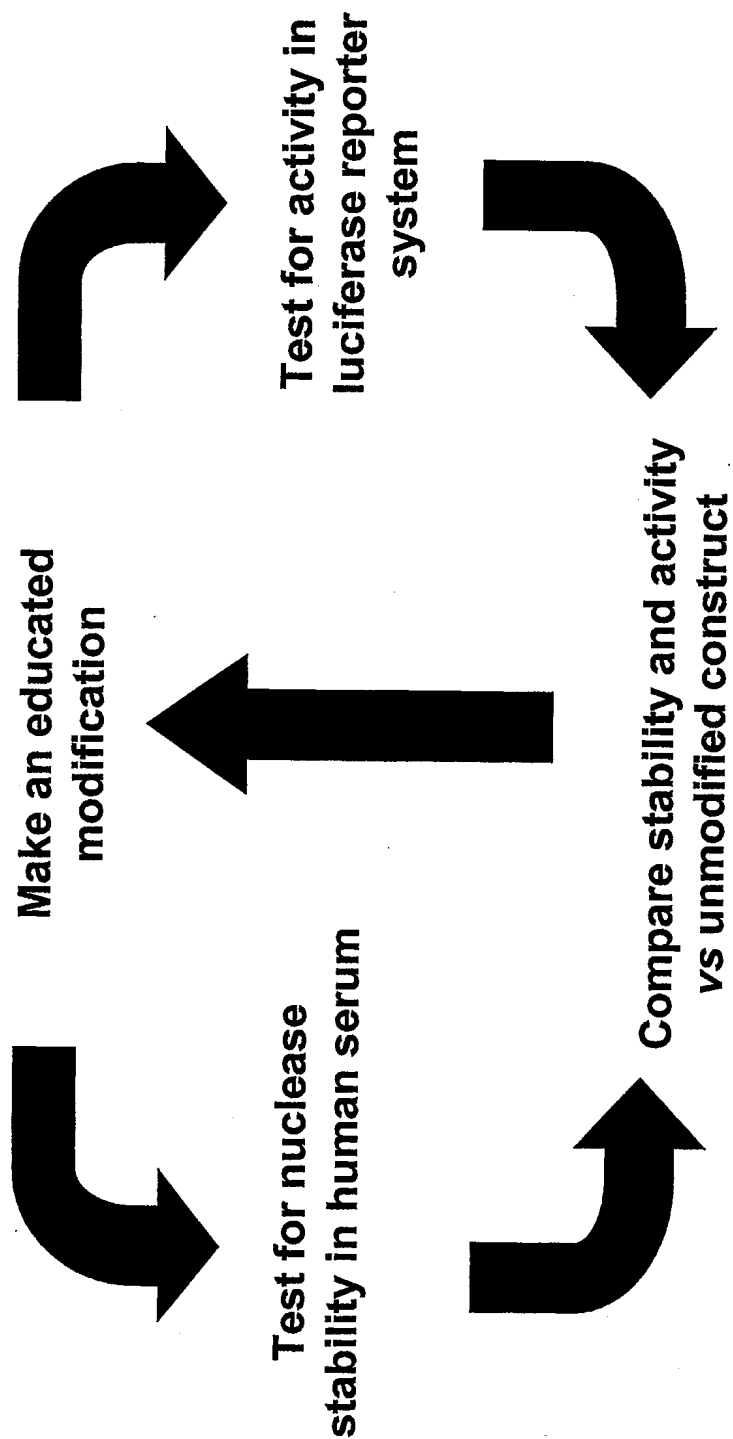 Make an educated
modification
Test for nuclease
stability in human serum
Test for activity in
luciferase reporter
system
Compare stability and activity
vs unmodified construct